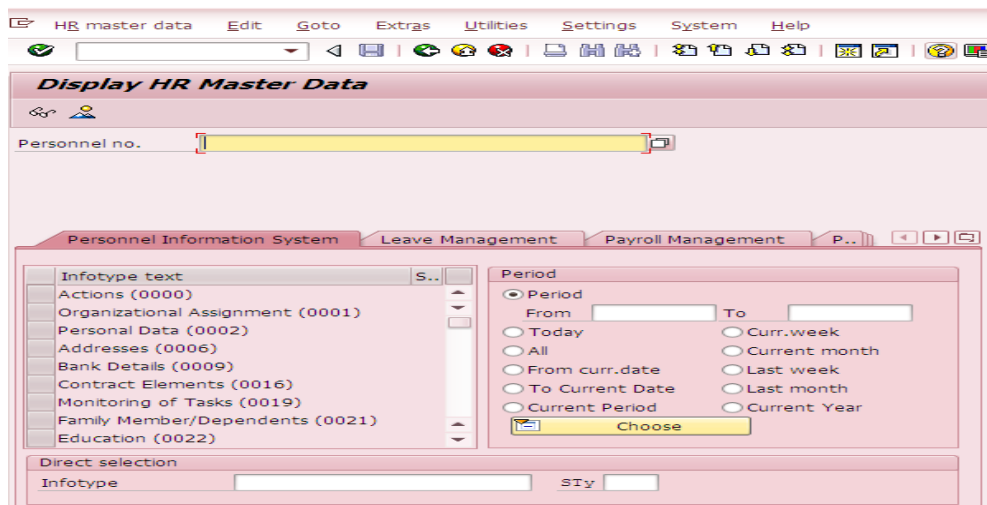 HR master data Edit Goto Extras Utilities Settings System Help
Display HR Master Data
Personnel no.
Personnel Information System Leave Management Payroll Management P..
Infotype text S..
Actions (0000)
Organizational Assignment (0001)
Personal Data (0002)
Addresses (0006)
Bank Details (0009)
Contract Elements (0016)
Monitoring of Tasks (0019)
Family Member/Dependents (0021)
Education (0022)
Period
Period
From To
Today Curr.week
All Current month
From curr.date Last week
To Current Date Last month
Current Period Current Year
Choose
Direct selection
Infotype STy